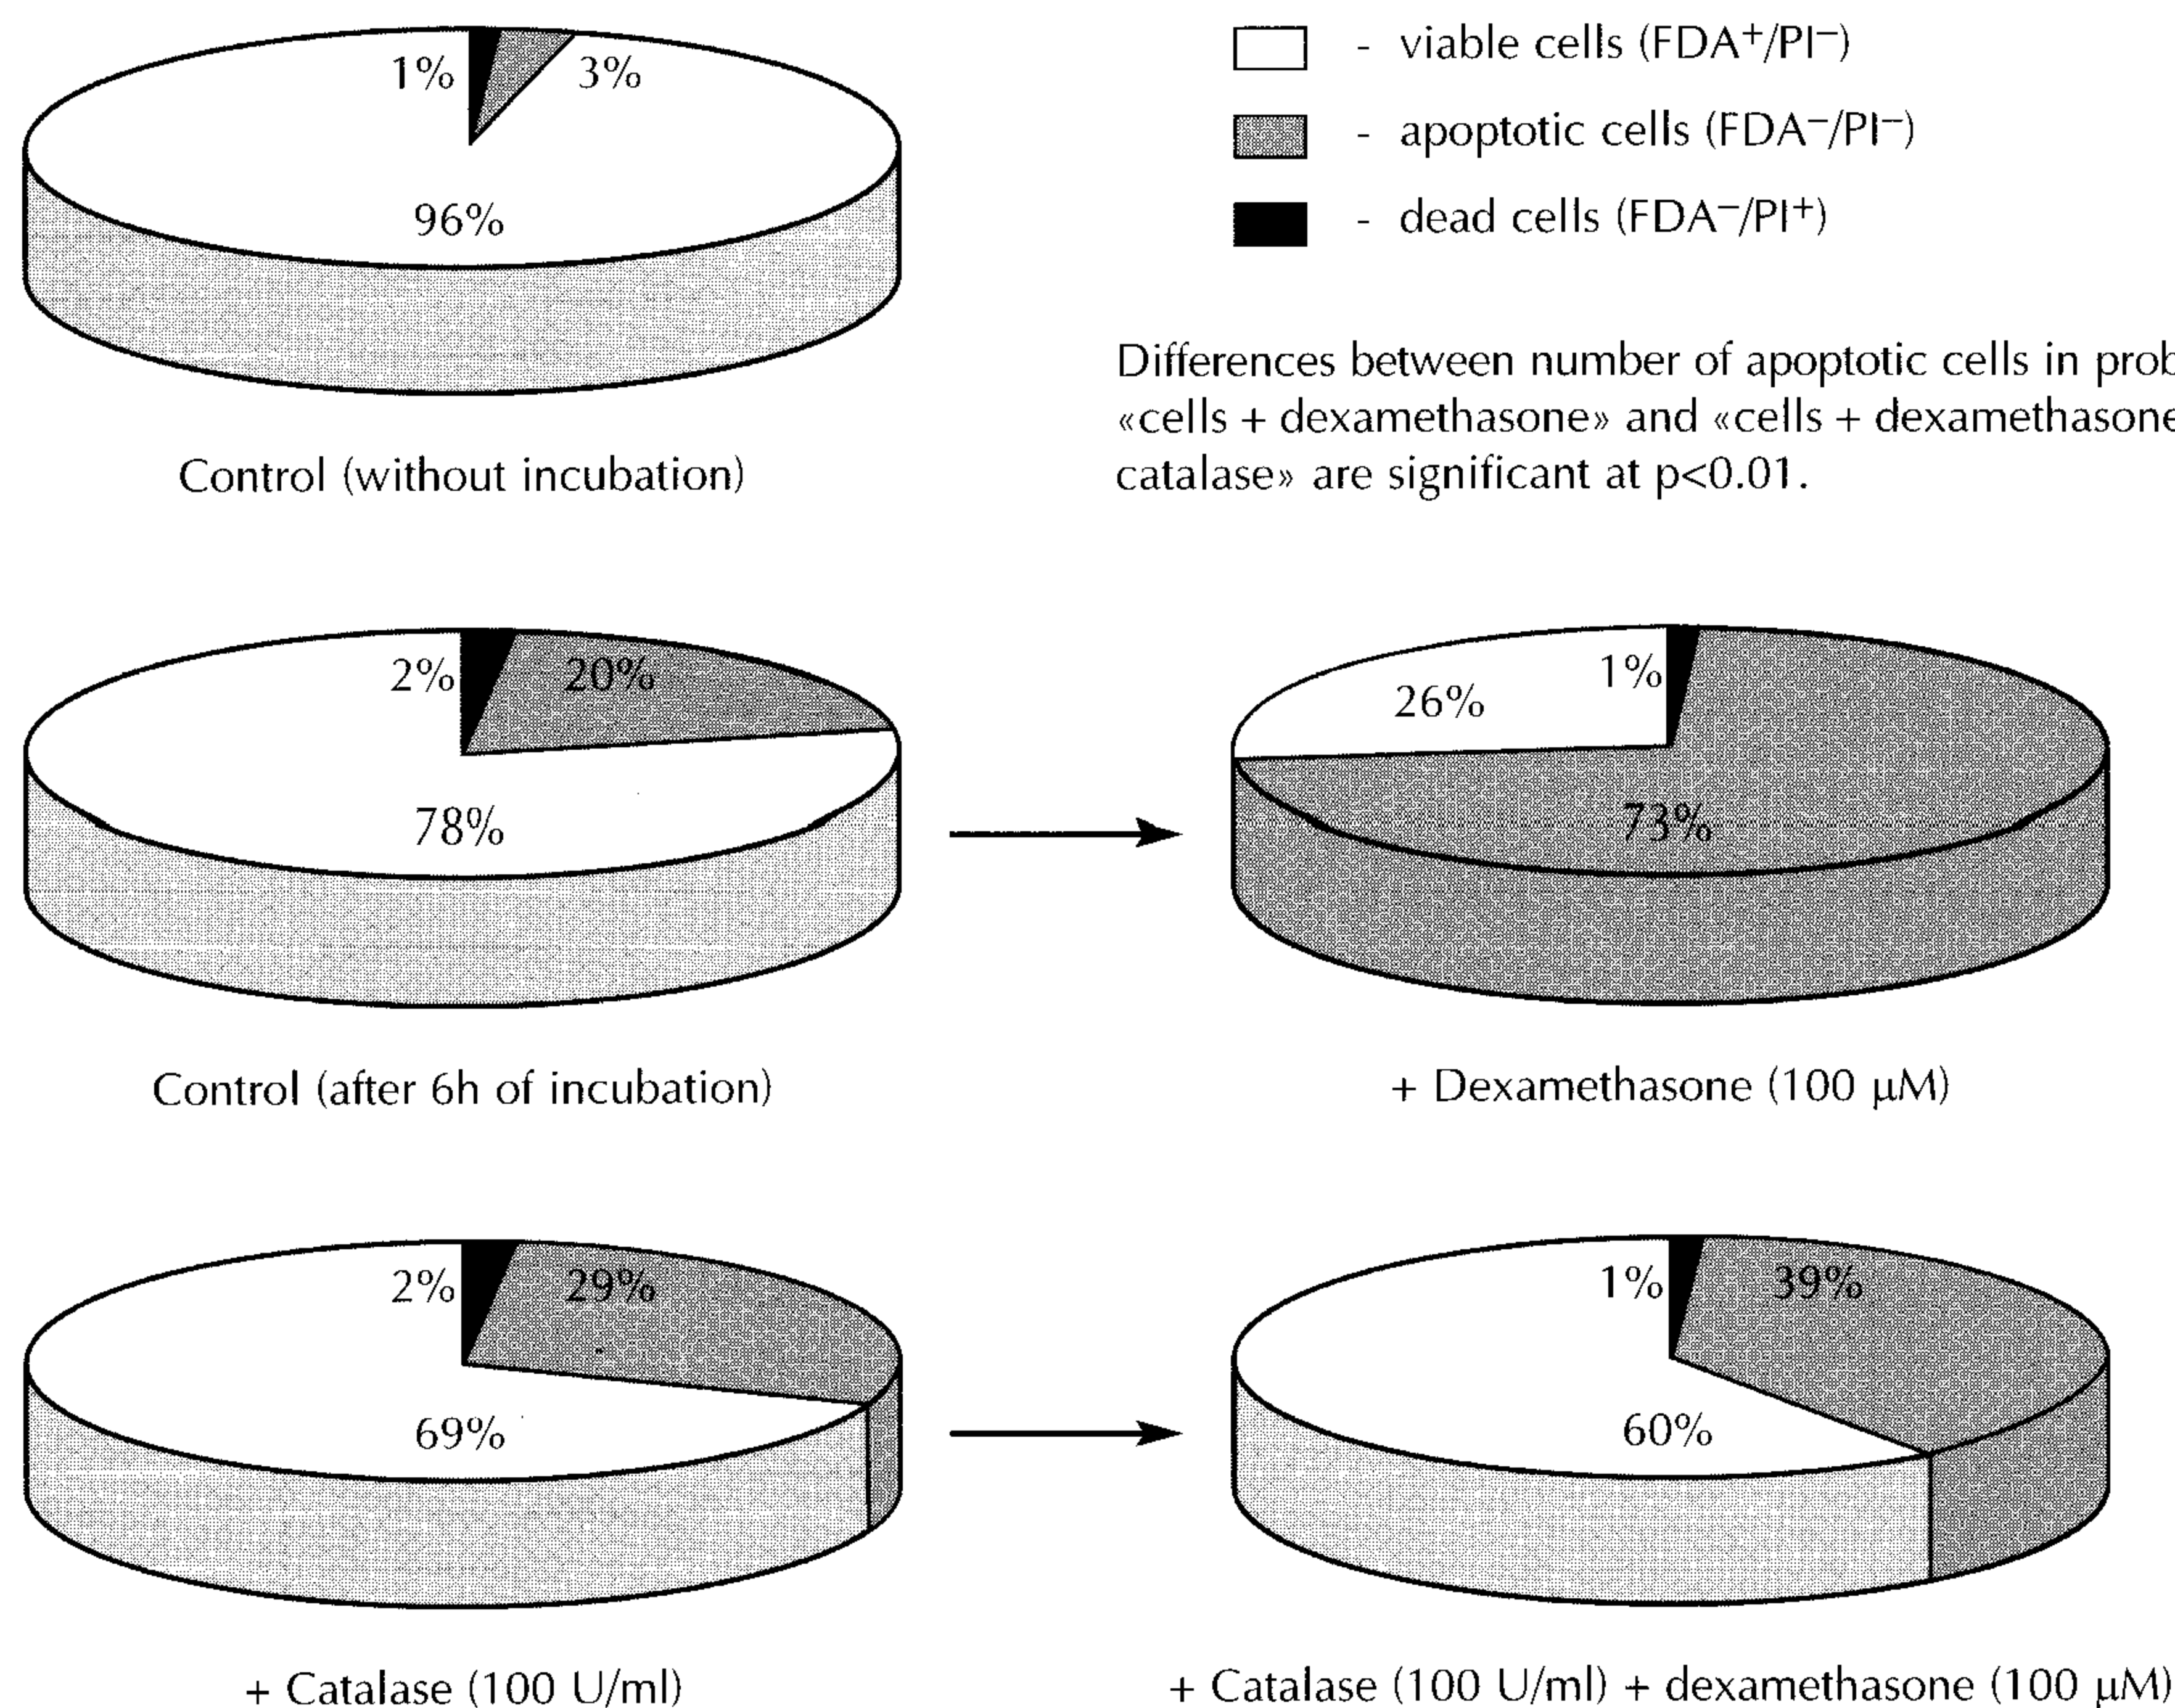 1%
3%
96%
Control (without incubation)
- viable cells (FDA⁺/PI⁻)
- apoptotic cells (FDA⁻/PI⁻)
- dead cells (FDA⁻/PI⁺)
Differences between number of apoptotic cells in prob
«cells + dexamethasone» and «cells + dexamethasone
catalase» are significant at p<0.01.
2%
20%
78%
Control (after 6h of incubation)
26%
1%
73%
+ Dexamethasone (100 μM)
2%
29%
69%
+ Catalase (100 U/ml)
1%
39%
60%
+ Catalase (100 U/ml) + dexamethasone (100 μM)